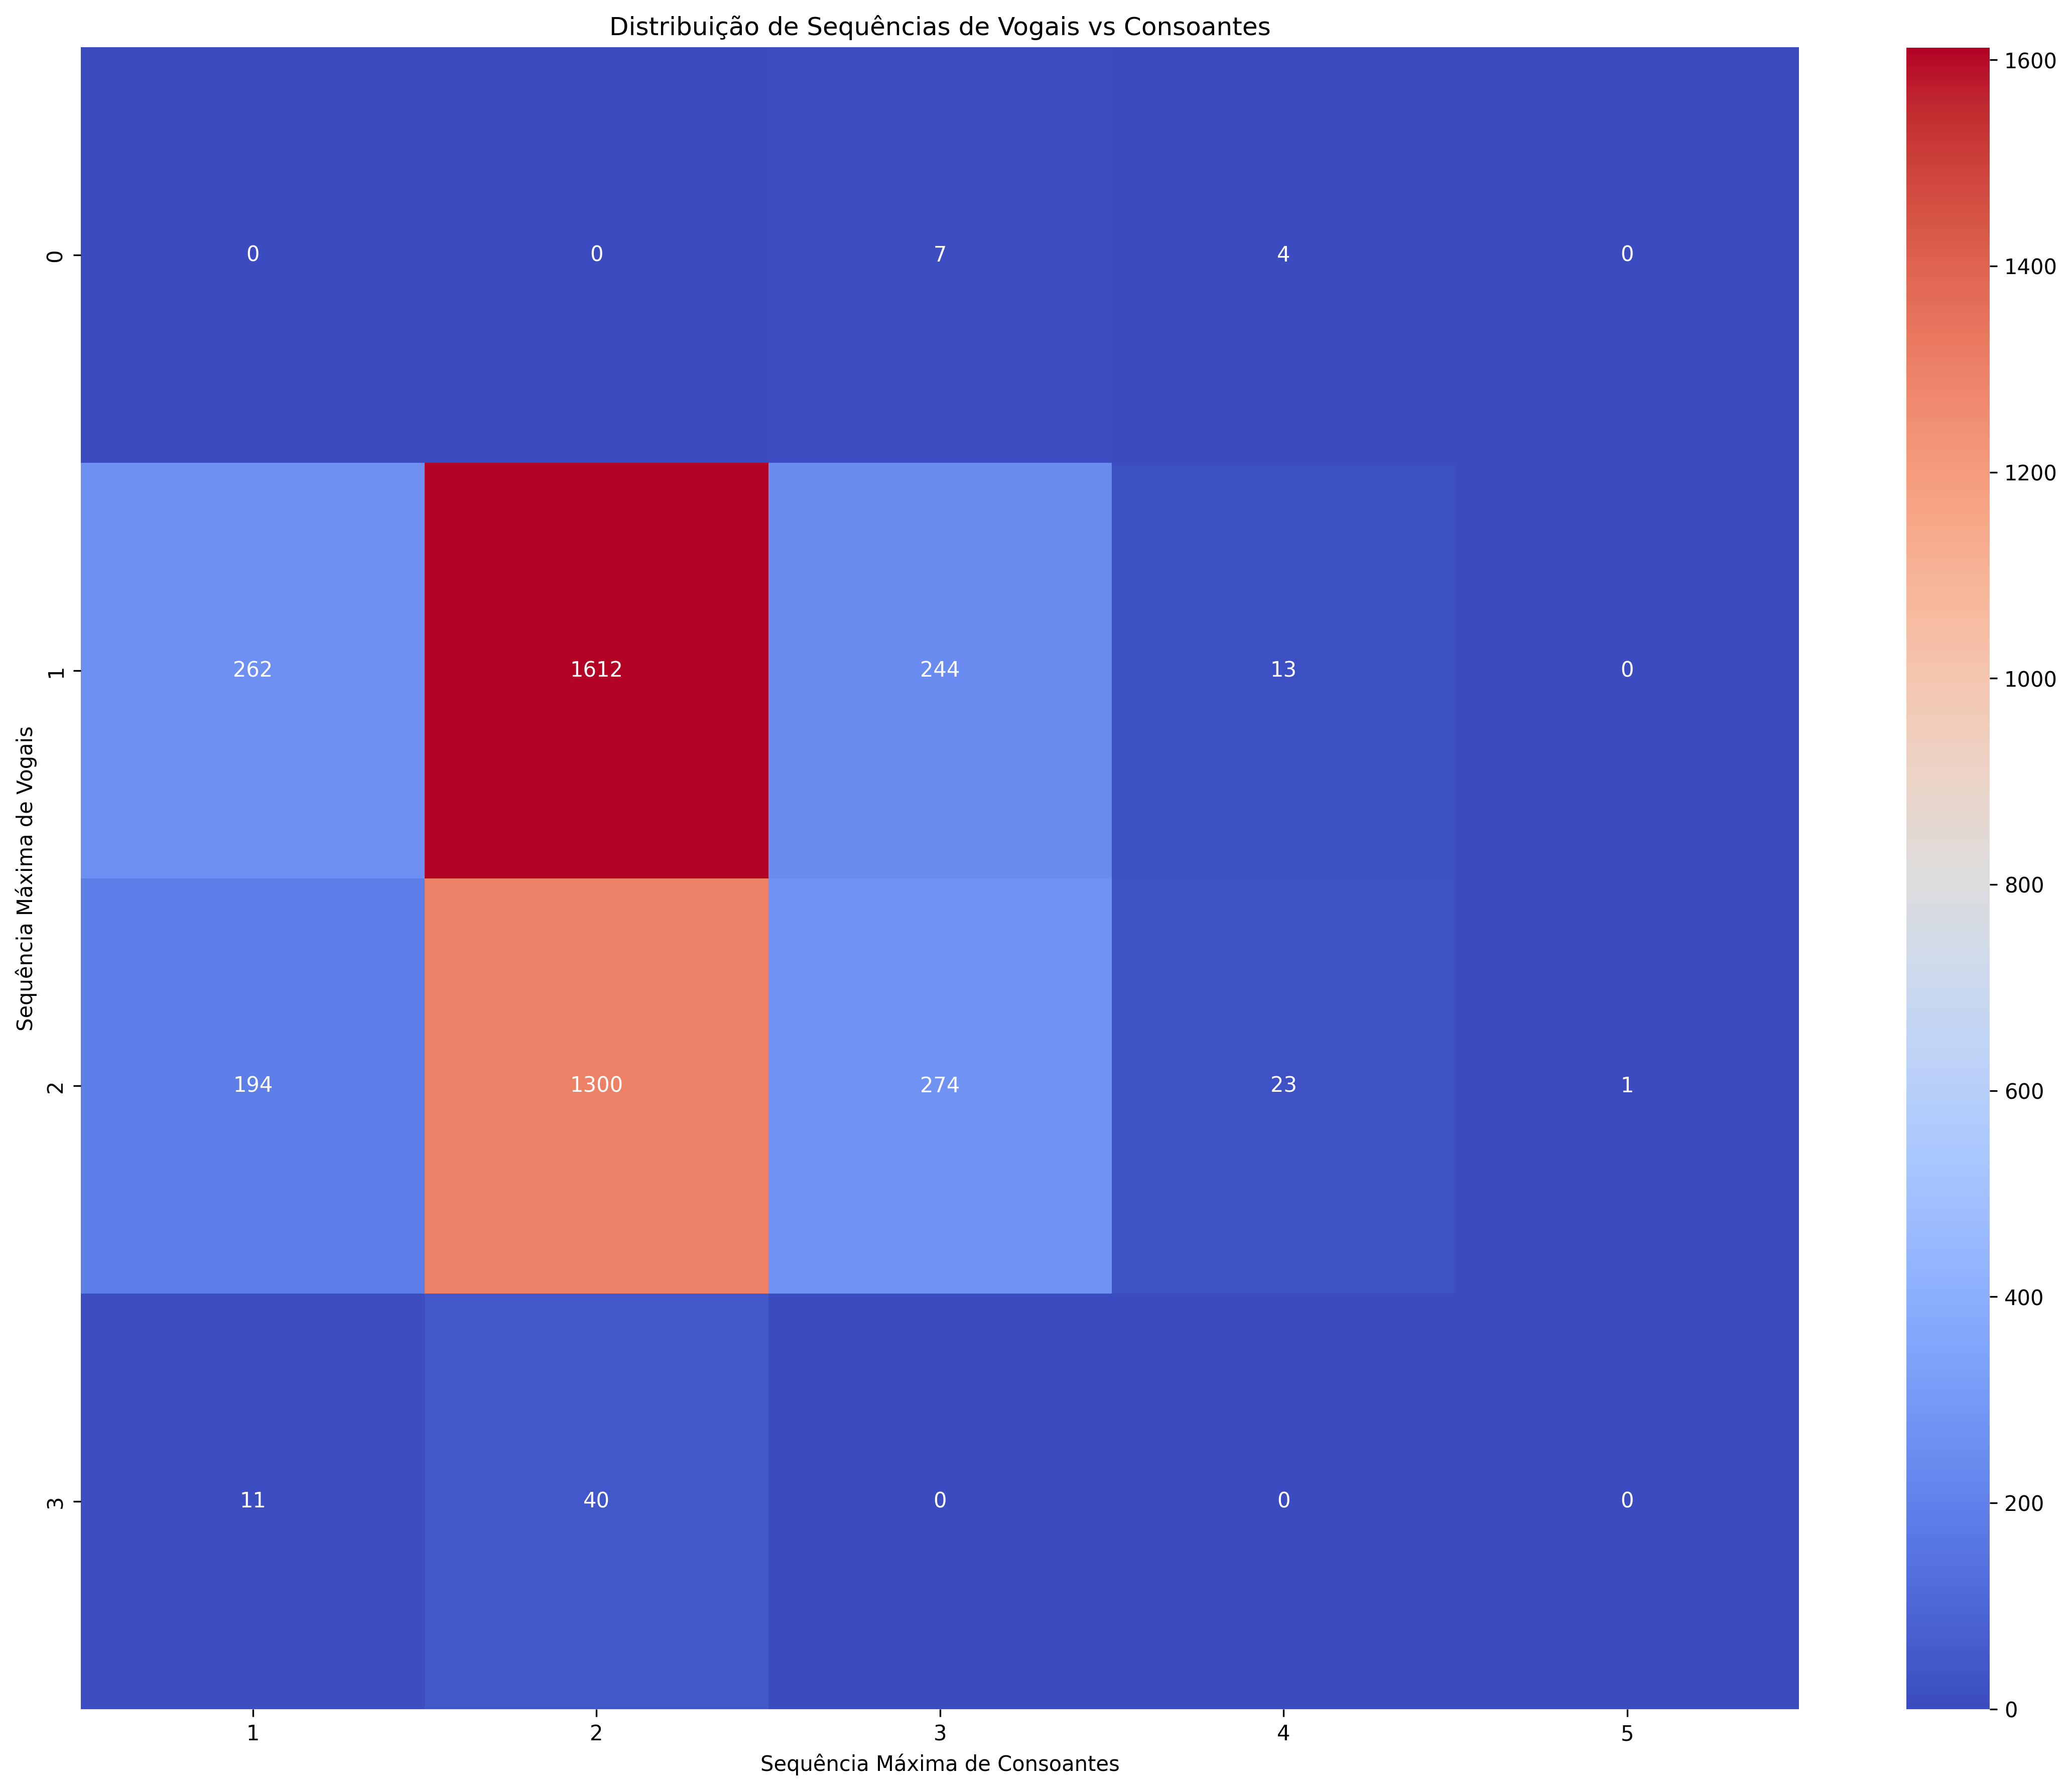 Distribuição de Sequências de Vogais vs Consoantes
Sequência Máxima de Vogais
0
0 0 7 4 0
1
262 1612 244 13 0
2
194 1300 274 23 1
3
11 40 0 0 0
1 2 3 4 5
Sequência Máxima de Consoantes
1600
1400
1200
1000
800
600
400
200
0